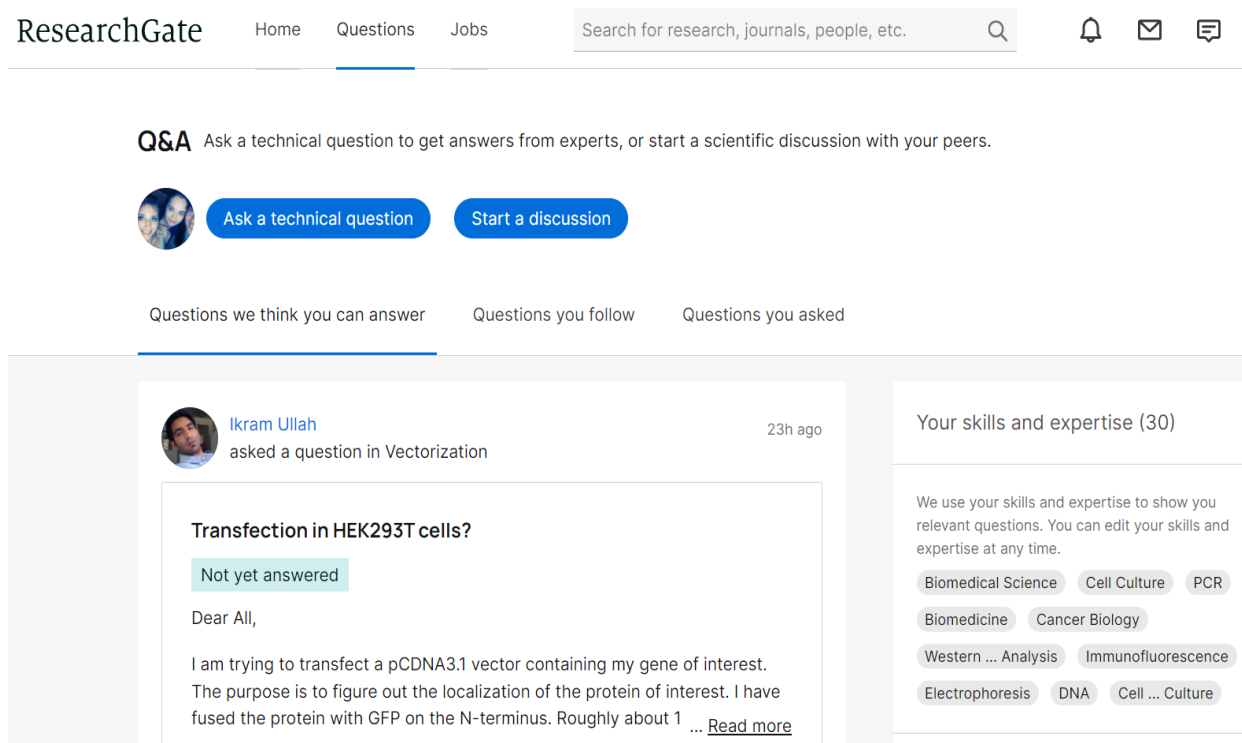 ResearchGate Home Questions Jobs Search for research, journals, people, etc.
Q&A Ask a technical question to get answers from experts, or start a scientific discussion with your peers.
Ask a technical question Start a discussion
Questions we think you can answer Questions you follow Questions you asked
Ikram Ullah
asked a question in Vectorization
23h ago
Transfection in HEK293T cells?
Not yet answered
Dear All,
I am trying to transfect a pCDNA3.1 vector containing my gene of interest.
The purpose is to figure out the localization of the protein of interest. I have
fused the protein with GFP on the N-terminus. Roughly about 1 ... Read more
Your skills and expertise (30)
We use your skills and expertise to show you
relevant questions. You can edit your skills and
expertise at any time.
Biomedical Science Cell Culture PCR
Biomedicine Cancer Biology
Western ... Analysis Immunofluorescence
Electrophoresis DNA Cell ... Culture